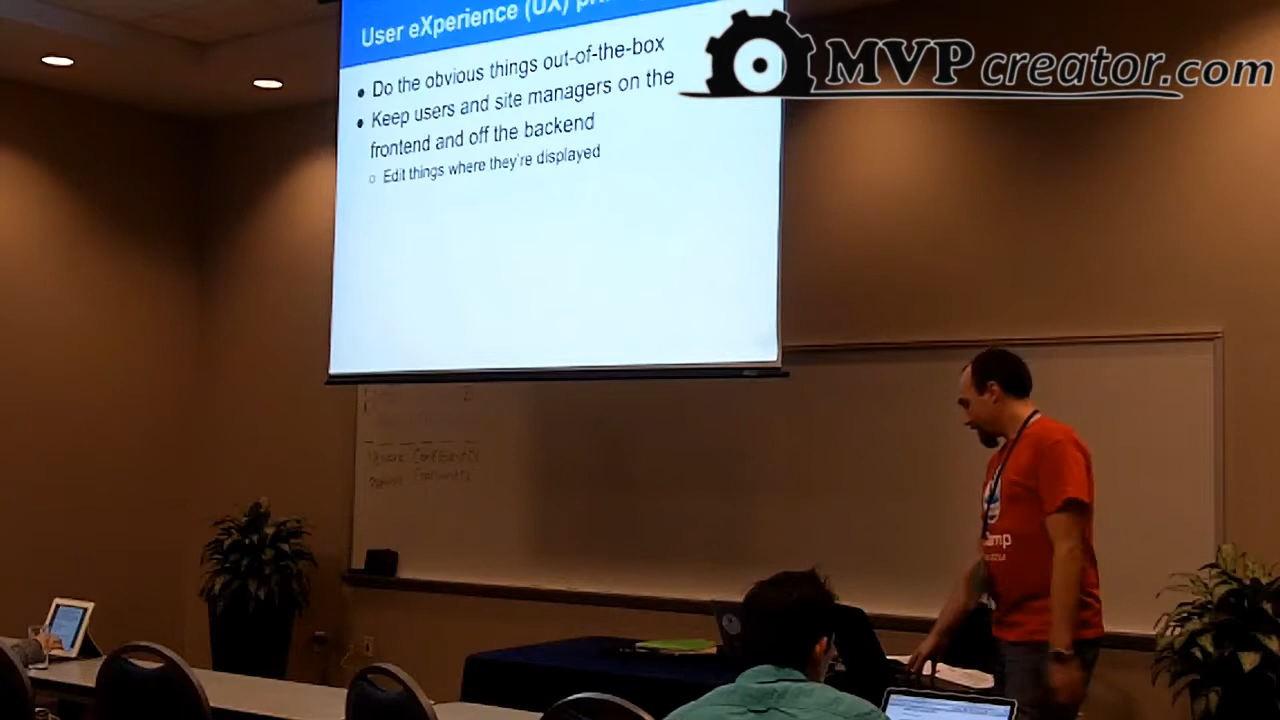 User eXperience (UX)
• Do the obvious things out-of-the-box
• Keep users and site managers on the
frontend and off the backend
○ Edit things where they're displayed
MVPcreator.com